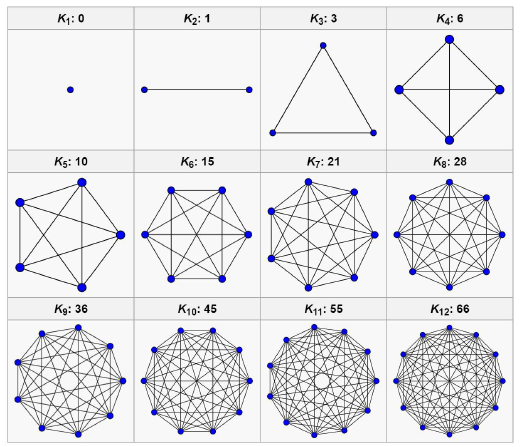 K₁: 0 K₂: 1 K₃: 3 K₄: 6
K₅: 10 K₆: 15 K₇: 21 K₈: 28
K₉: 36 K₁₀: 45 K₁₁: 55 K₁₂: 66